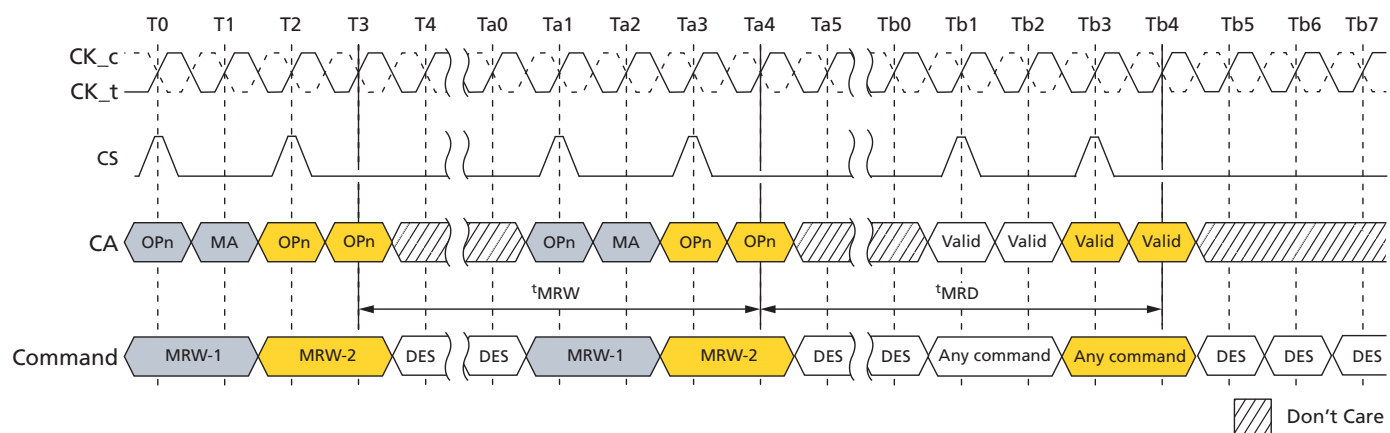 T0 T1 T2 T3 T4 Ta0 Ta1 Ta2 Ta3 Ta4 Ta5 Tb0 Tb1 Tb2 Tb3 Tb4 Tb5 Tb6 Tb7
CK_c
CK_t
CS
CA OPn MA OPn OPn OPn MA OPn OPn Valid Valid Valid Valid
tMRW tMRD
Command MRW-1 MRW-2 DES DES MRW-1 MRW-2 DES DES Any command Any command DES DES DES
Don't Care